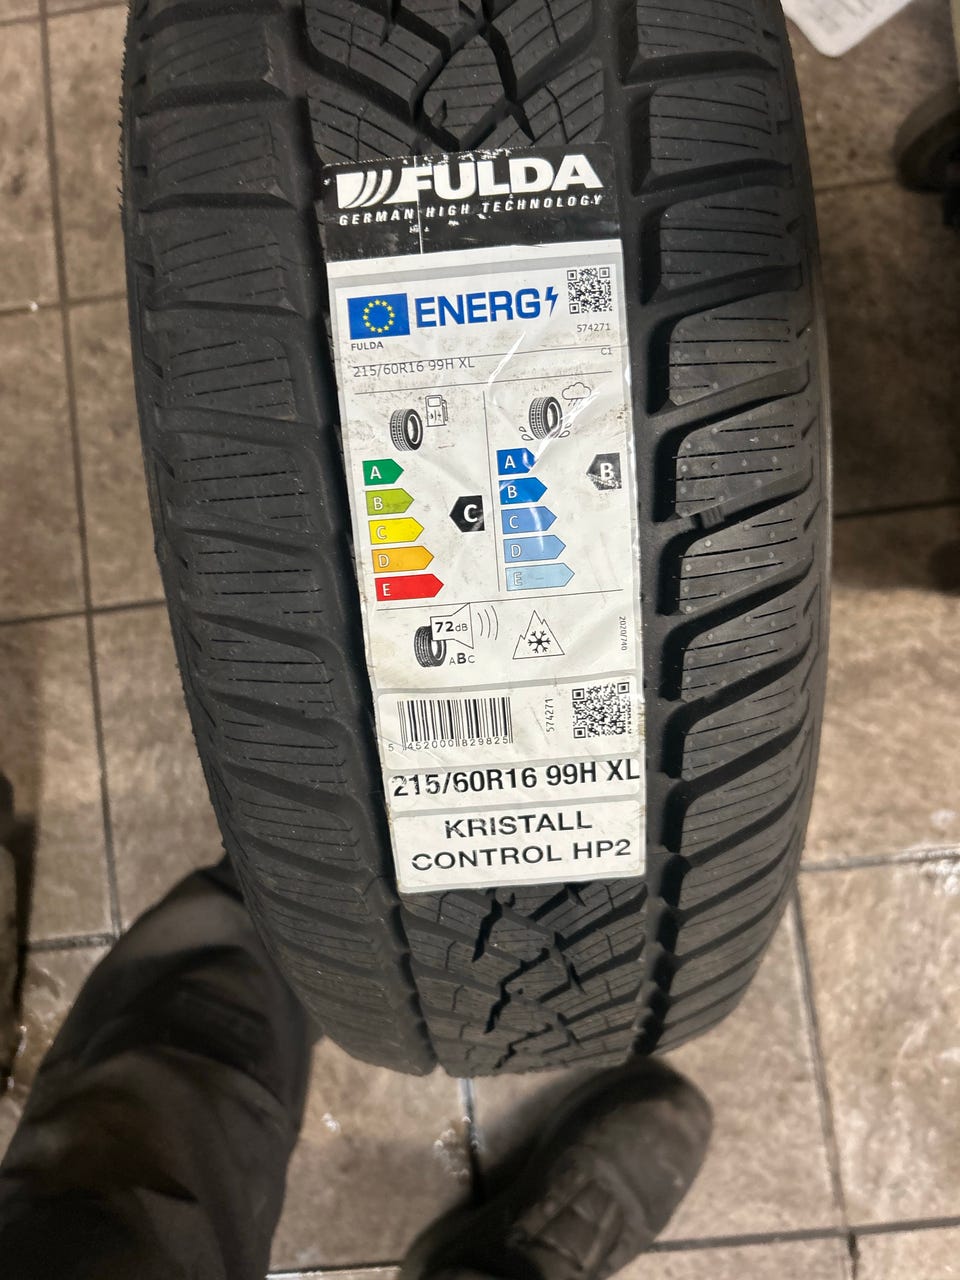 FULDA
GERMAN HIGH TECHNOLOGY
ENERG
574271
FULDA
215/60R16 99H XL
C1
A
B
C
D
E
C
A
B
C
D
E
B
72dB
ABC
2020/740
574271
5 452000 829825
215/60R16 99H XL
KRISTALL
CONTROL HP2